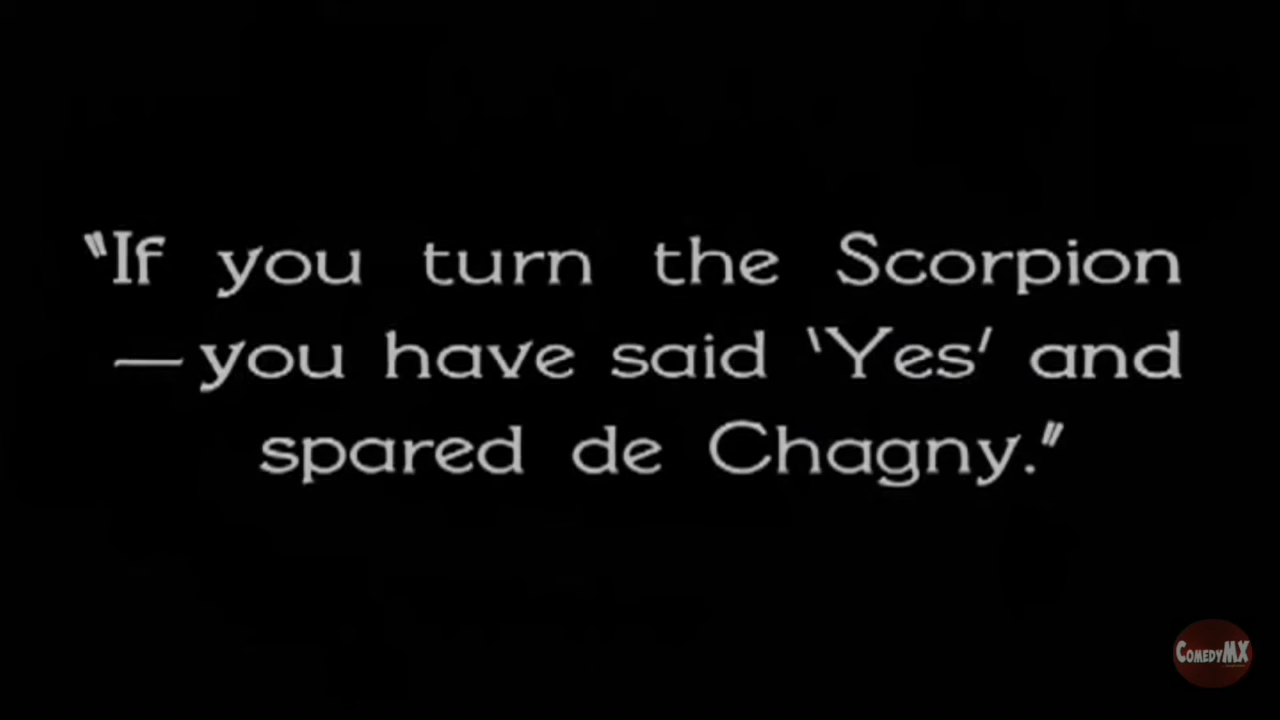 "If you turn the Scorpion
—you have said 'Yes' and
spared de Chagny."
ComedyMX